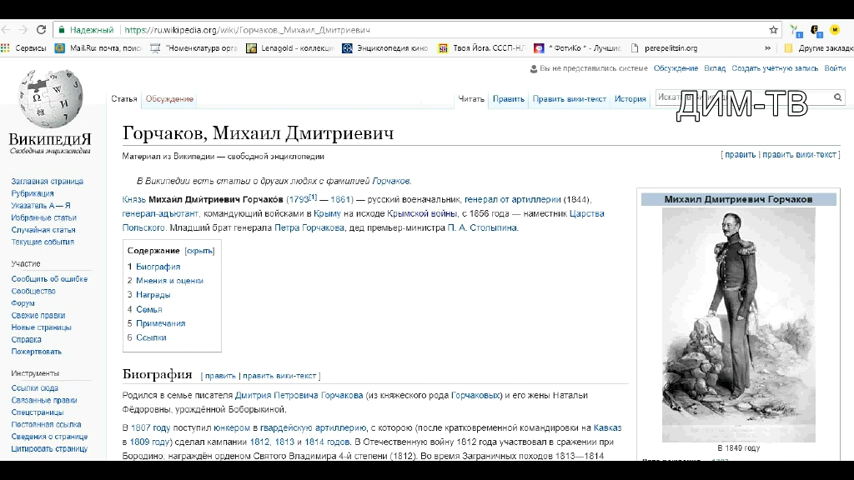 Надежный https://ru.wikipedia.org/wiki/Горчаков,_Михаил_Дмитриевич
Сервисы Mail.Ru: почта, поис "Номенклатура орга Lenagold - коллекци Энциклопедия кино Твоя Йога. СССП-НЛ * ФотиКо * - Лучшие perepelitsin.org » Другие закладк
Вы не представились системе Обсуждение Вклад Создать учётную запись Войти
Статья Обсуждение Читать Править Править вики-текст История Искат
ДИМ-ТВ
ВИКИПЕДИЯ
Свободная энциклопедия
Заглавная страница
Рубрикация
Указатель А — Я
Избранные статьи
Случайная статья
Текущие события
Участие
Сообщить об ошибке
Сообщество
Форум
Свежие правки
Новые страницы
Справка
Пожертвовать
Инструменты
Ссылки сюда
Связанные правки
Спецстраницы
Постоянная ссылка
Сведения о странице
Цитировать страницу
Горчаков, Михаил Дмитриевич
Материал из Википедии — свободной энциклопедии
[ править | править вики-текст ]
В Википедии есть статьи о других людях с фамилией Горчаков.
Князь Михаил Дми́триевич Горчако́в (1793[1] — 1861) — русский военачальник, генерал от артиллерии (1844),
генерал-адъютант, командующий войсками в Крыму на исходе Крымской войны, с 1856 года — наместник Царства
Польского. Младший брат генерала Петра Горчакова, дед премьер-министра П. А. Столыпина.
Содержание [скрыть]
1 Биография
2 Мнения и оценки
3 Награды
4 Семья
5 Примечания
6 Ссылки
Биография [ править | править вики-текст ]
Родился в семье писателя Дмитрия Петровича Горчакова (из княжеского рода Горчаковых) и его жены Натальи
Фёдоровны, урождённой Боборыкиной.
В 1807 году поступил юнкером в гвардейскую артиллерию, с которою (после кратковременной командировки на Кавказ
в 1809 году) сделал кампании 1812, 1813 и 1814 годов. В Отечественную войну 1812 года участвовал в сражении при
Бородино, награждён орденом Святого Владимира 4-й степени (1812). Во время Заграничных походов 1813—1814
Михаил Дмитриевич Горчаков
В 1849 году